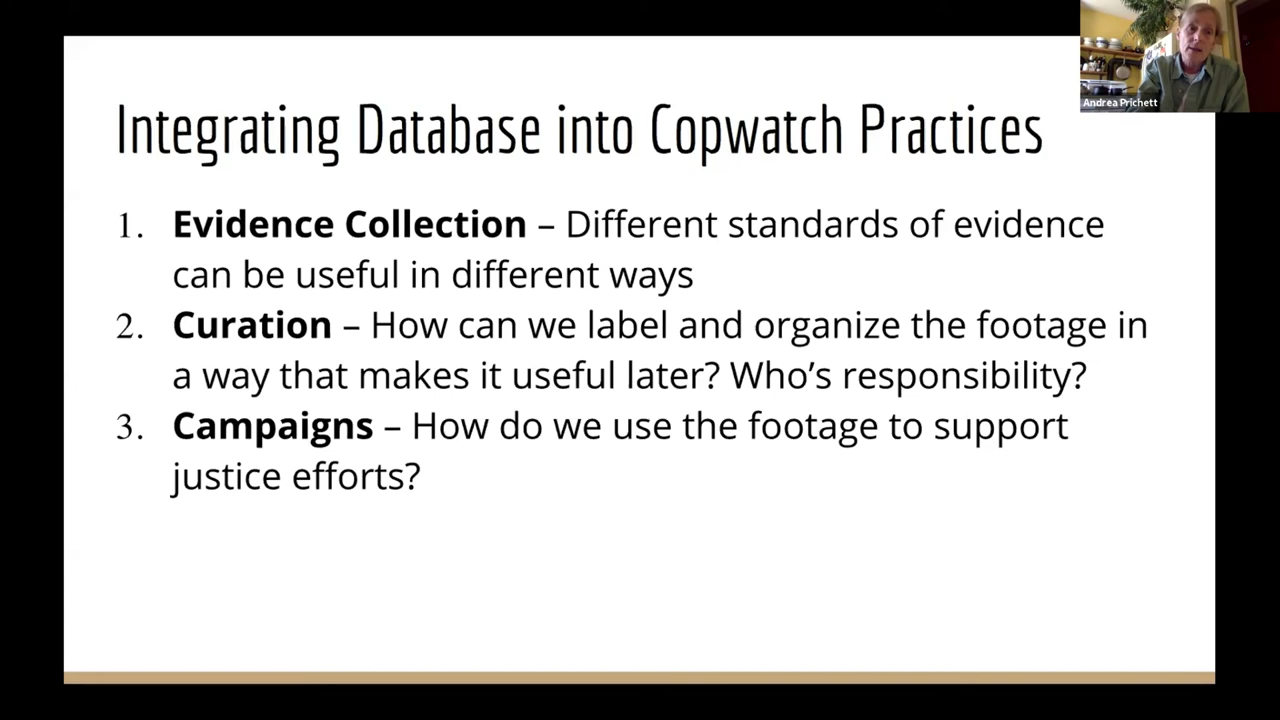 Andrea Prichett
Integrating Database into Copwatch Practices
1. Evidence Collection – Different standards of evidence
can be useful in different ways
2. Curation – How can we label and organize the footage in
a way that makes it useful later? Who's responsibility?
3. Campaigns – How do we use the footage to support
justice efforts?